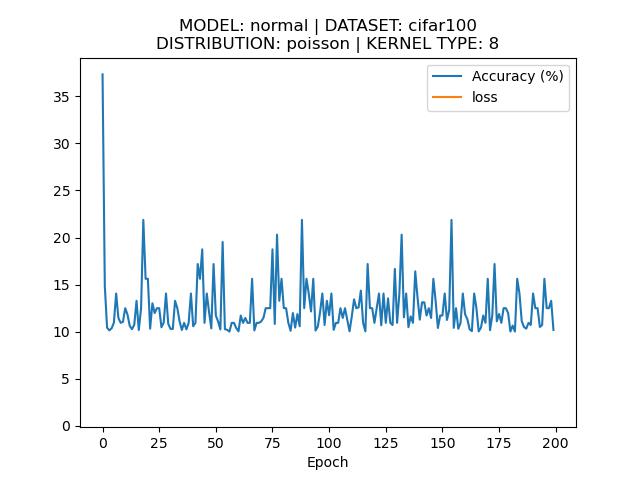 MODEL: normal | DATASET: cifar100
DISTRIBUTION: poisson | KERNEL TYPE: 8
Accuracy (%)
loss
35
30
25
20
15
10
5
0
0 25 50 75 100 125 150 175 200
Epoch